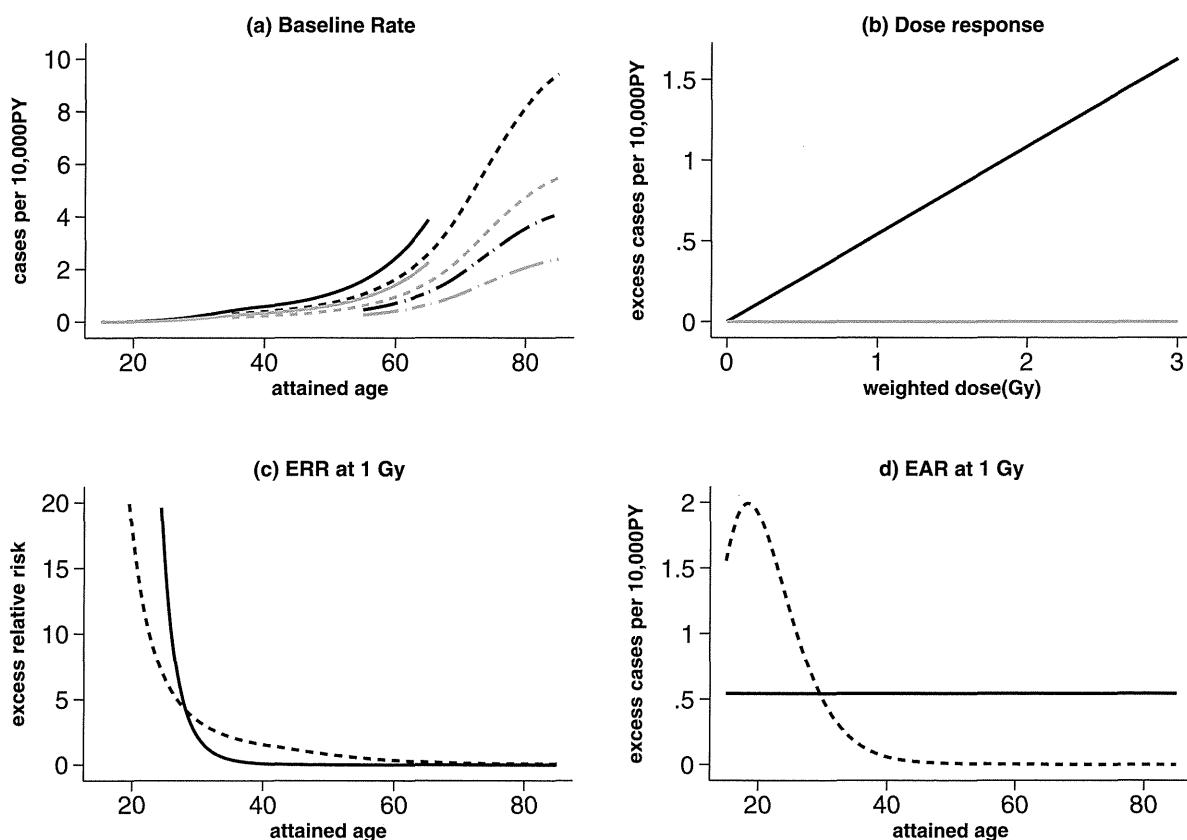 (a) Baseline Rate
cases per 10,000PY
10
8
6
4
2
0
20 40 60 80
attained age
(b) Dose response
excess cases per 10,000PY
1.5
1
.5
0
0 1 2 3
weighted dose(Gy)
(c) ERR at 1 Gy
excess relative risk
20
15
10
5
0
20 40 60 80
attained age
d) EAR at 1 Gy
excess cases per 10,000PY
2
1.5
1
.5
0
20 40 60 80
attained age